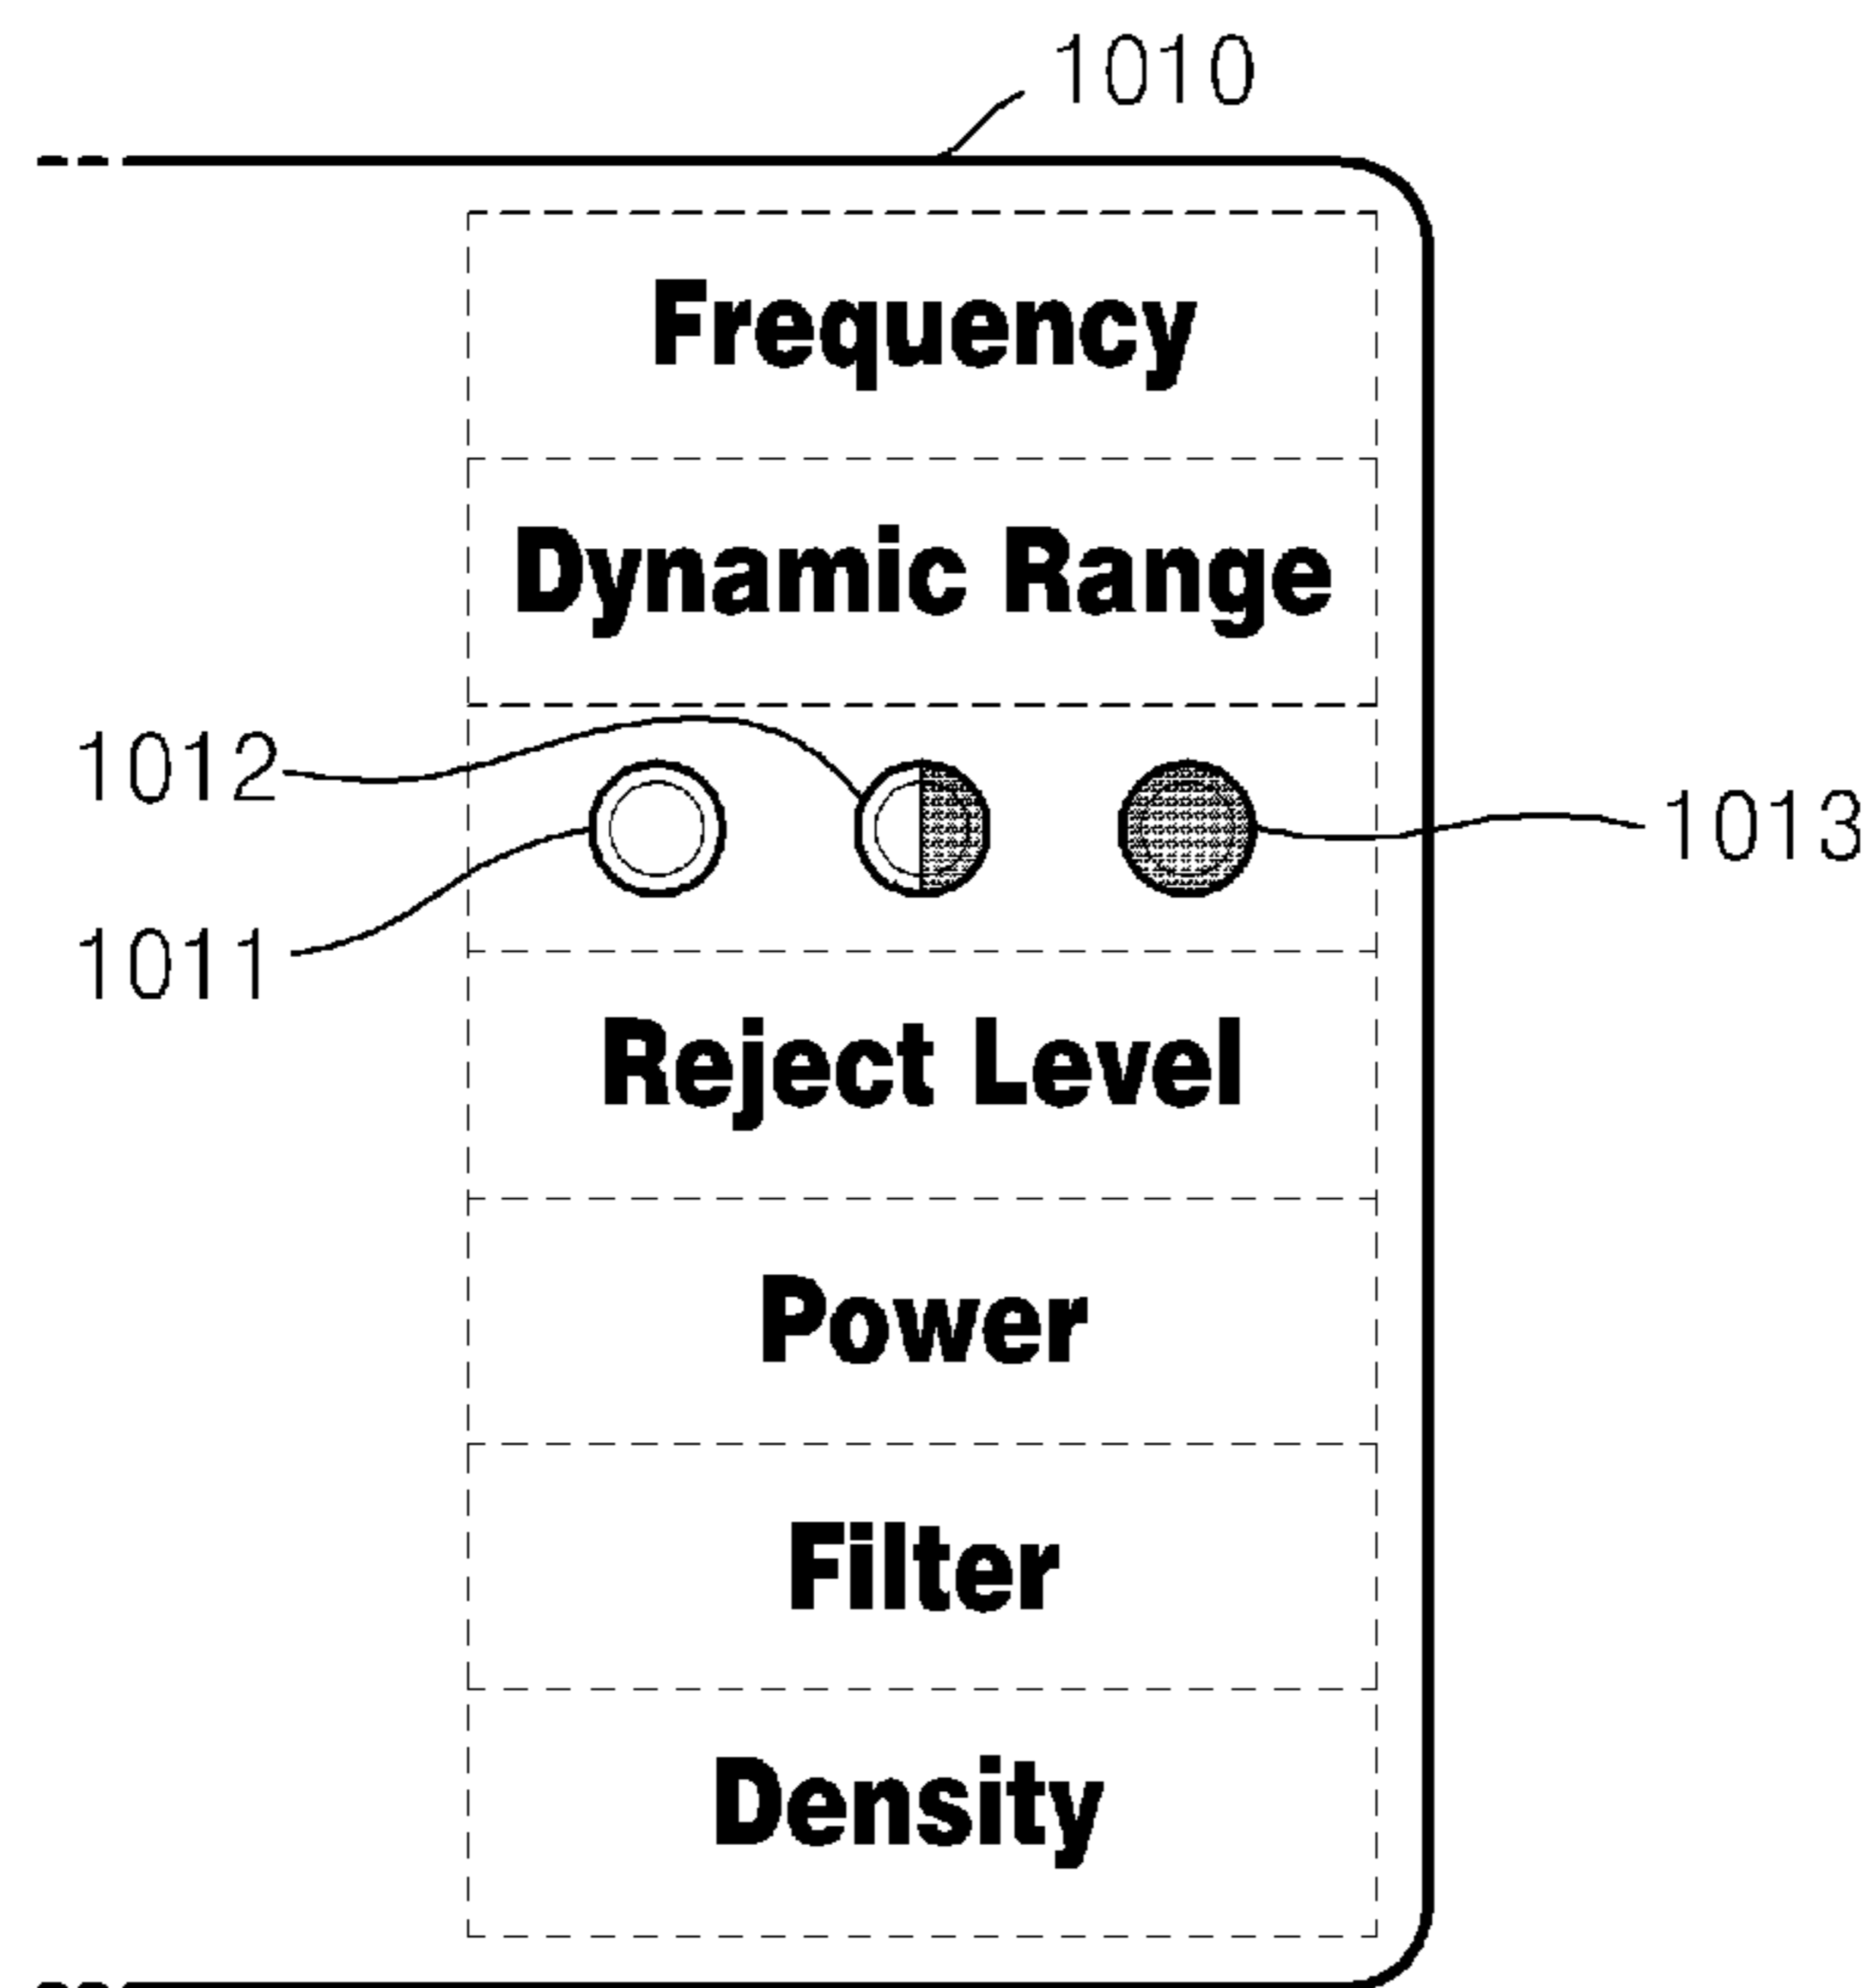 1010
Frequency
Dynamic Range
1012
1013
1011
Reject Level
Power
Filter
Density